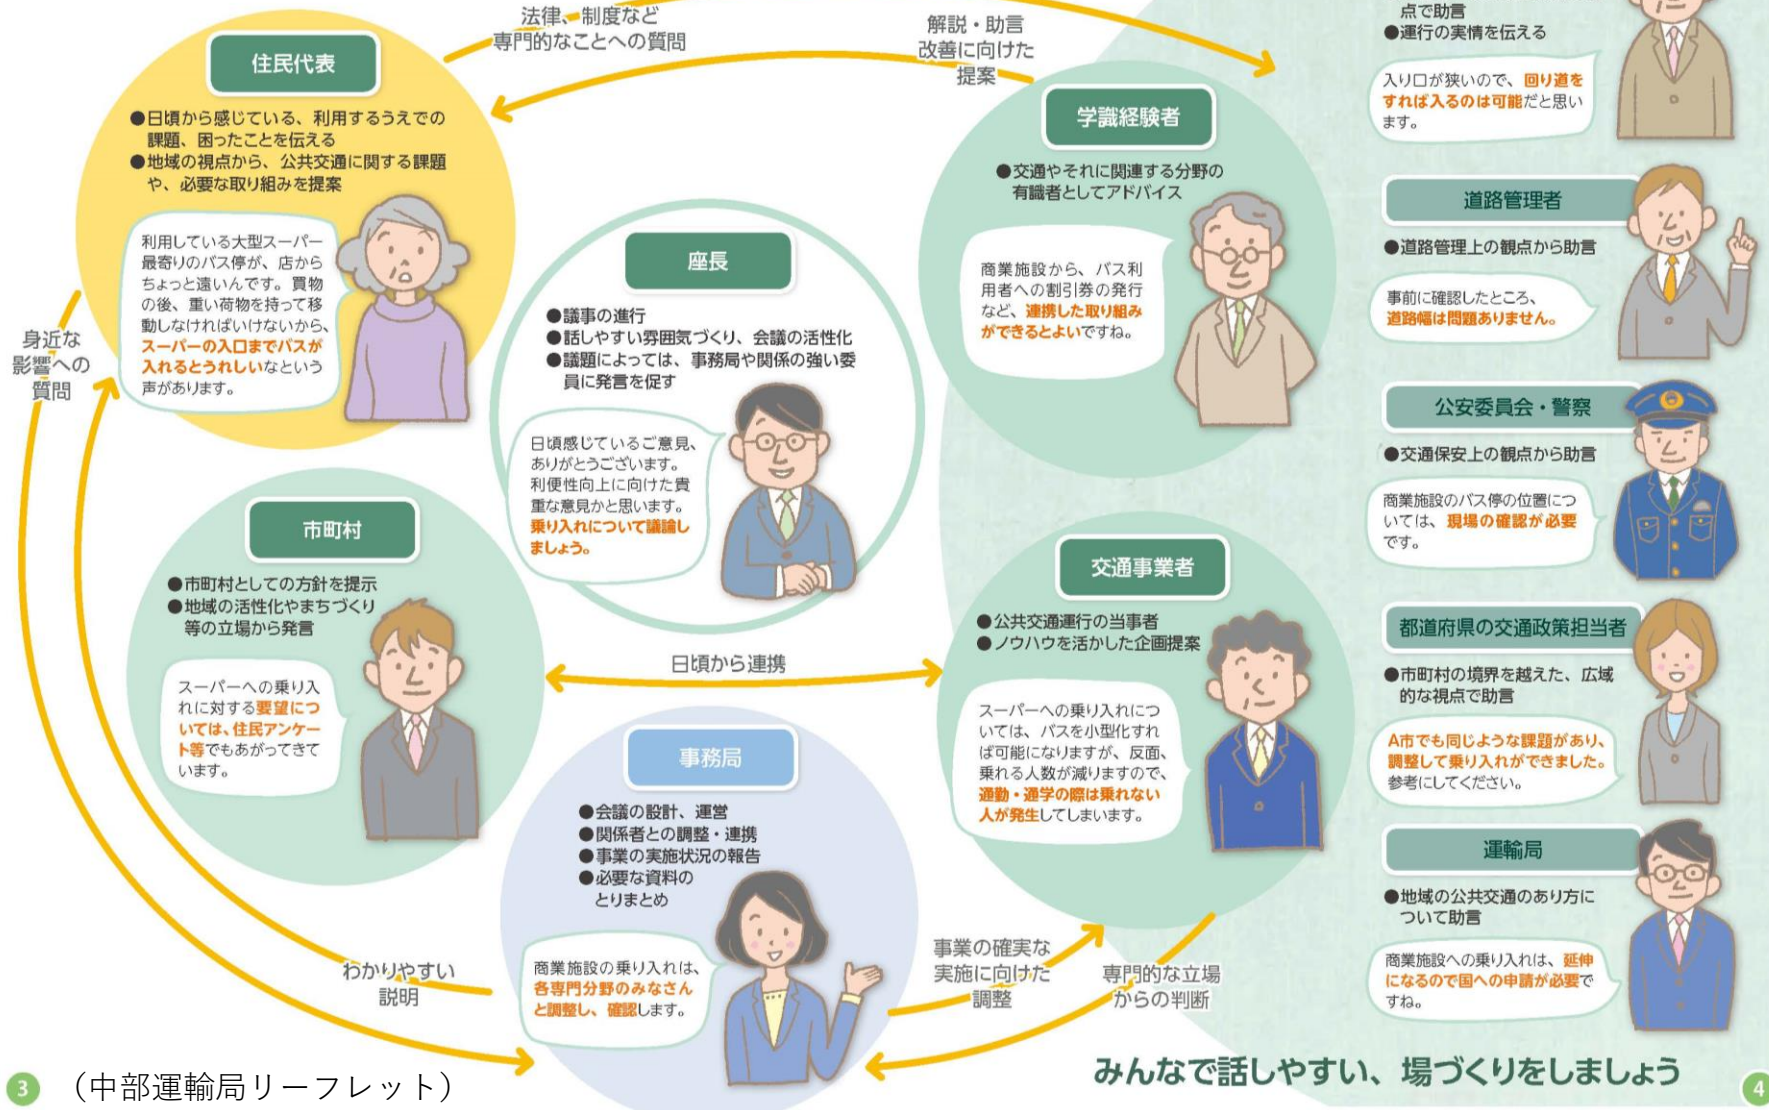 法律、制度など
専門的なことへの質問
解説・助言
改善に向けた
提案
住民代表
●日頃から感じている、利用するうえでの
課題、困ったことを伝える
●地域の視点から、公共交通に関する課題
や、必要な取り組みを提案
利用している大型スーパー
最寄りのバス停が、店から
ちょっと遠いんです。買物
の後、重い荷物を持って移
動しなければいけないから、
スーパーの入口までバスが
入れるとうれしいなという
声があります。
身近な
影響への
質問
座長
●議事の進行
●話しやすい雰囲気づくり、会議の活性化
●議題によっては、事務局や関係の強い委
員に発言を促す
日頃感じているご意見、
ありがとうございます。
利便性向上に向けた貴
重な意見かと思います。
乗り入れについて議論し
ましょう。
学識経験者
●交通やそれに関連する分野の
有識者としてアドバイス
商業施設から、バス利
用者への割引券の発行
など、連携した取り組み
ができるとよいですね。
市町村
●市町村としての方針を提示
●地域の活性化やまちづくり
等の立場から発言
スーパーへの乗り入
れに対する要望につ
いては、住民アンケー
ト等でもあがってきて
います。
日頃から連携
交通事業者
●公共交通運行の当事者
●ノウハウを活かした企画提案
スーパーへの乗り入れにつ
いては、バスを小型化すれ
ば可能になりますが、反面、
乗れる人数が減りますので、
通勤・通学の際は乗れない
人が発生してしまいます。
事務局
●会議の設計、運営
●関係者との調整・連携
●事業の実施状況の報告
●必要な資料の
とりまとめ
商業施設の乗り入れは、
各専門分野のみなさん
と調整し、確認します。
わかりやすい
説明
事業の確実な
実施に向けた
調整
専門的な立場
からの判断
点で助言
●運行の実情を伝える
入り口が狭いので、回り道を
すれば入るのは可能だと思い
ます。
道路管理者
●道路管理上の観点から助言
事前に確認したところ、
道路幅は問題ありません。
公安委員会・警察
●交通保安上の観点から助言
商業施設のバス停の位置につ
いては、現場の確認が必要
です。
都道府県の交通政策担当者
●市町村の境界を越えた、広域
的な視点で助言
A市でも同じような課題があり、
調整して乗り入れができました。
参考にしてください。
運輸局
●地域の公共交通のあり方に
ついて助言
商業施設への乗り入れは、延伸
になるので国への申請が必要で
すね。
みんなで話しやすい、場づくりをしましょう
3
（中部運輸局リーフレット）
4